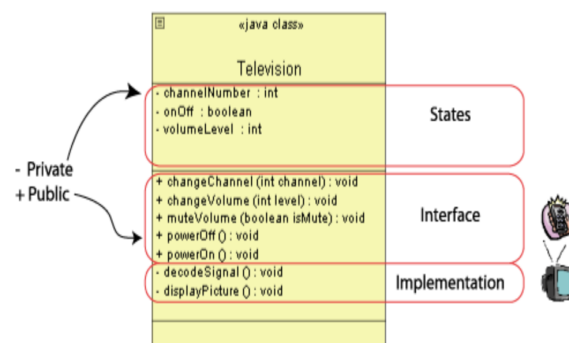 «java class»
Television
- channelNumber : int
- onOff : boolean
- volumeLevel : int
States
- Private
+ Public
+ changeChannel (int channel) : void
+ changeVolume (int level) : void
+ muteVolume (boolean isMute) : void
+ powerOff () : void
+ powerOn () : void
Interface
- decodeSignal () : void
- displayPicture () : void
Implementation